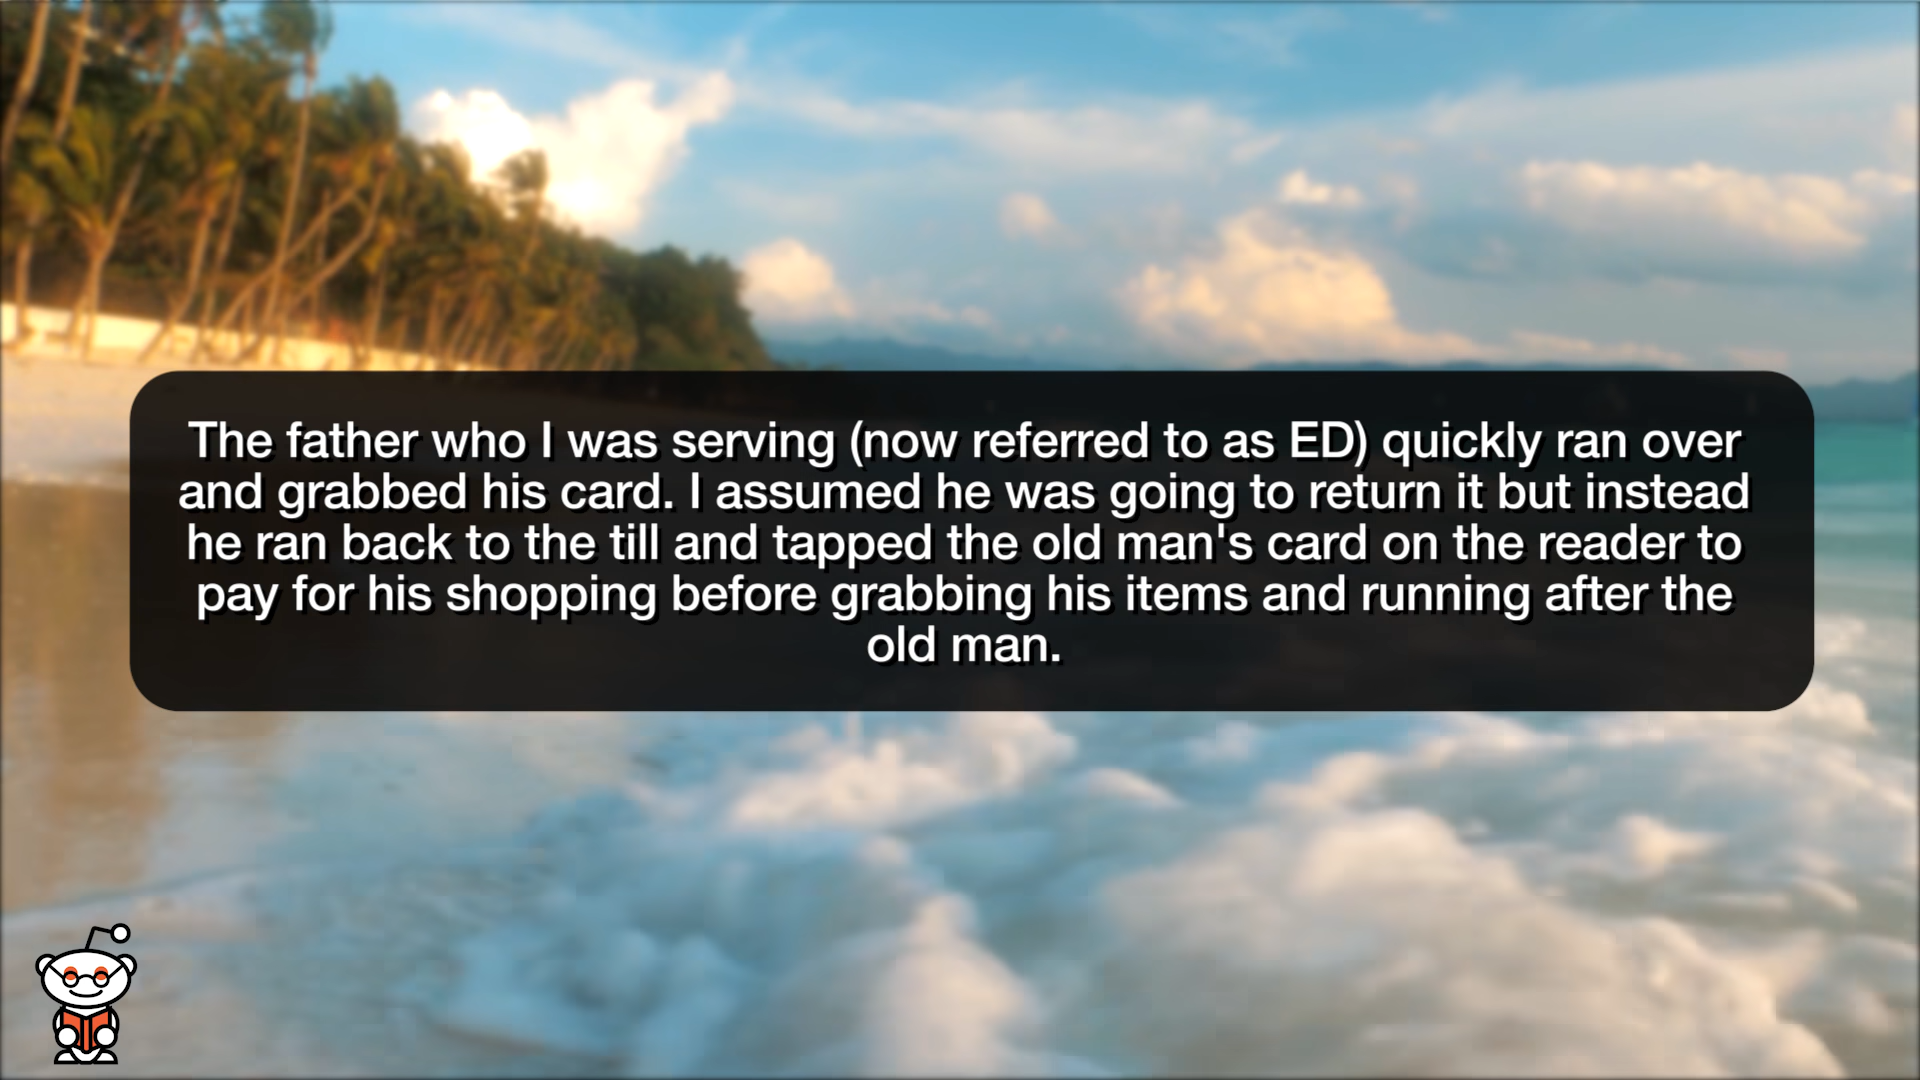 The father who I was serving (now referred to as ED) quickly ran over
and grabbed his card. I assumed he was going to return it but instead
he ran back to the till and tapped the old man's card on the reader to
pay for his shopping before grabbing his items and running after the
old man.